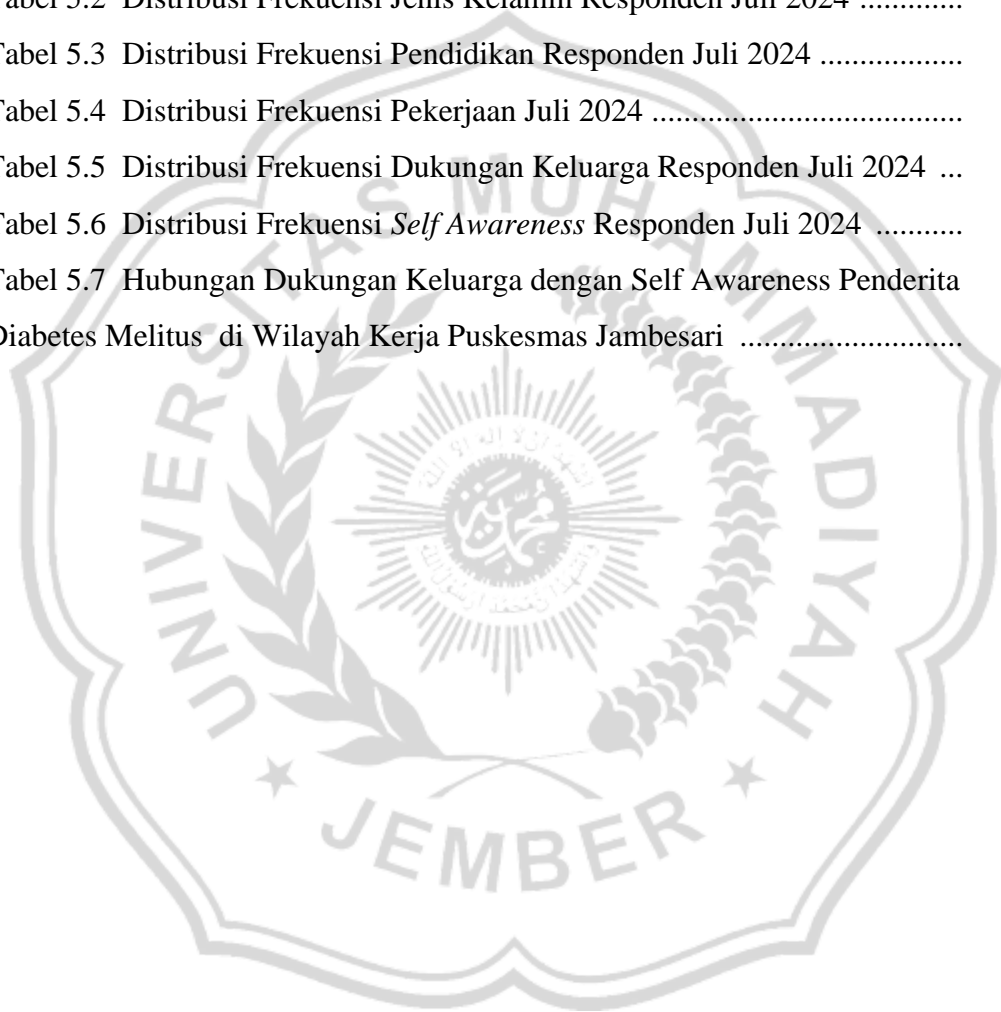 Tabel 5.2 Distribusi Frekuensi Jenis Kelamin Responden Juli 2024 ............
Tabel 5.3 Distribusi Frekuensi Pendidikan Responden Juli 2024 .................
Tabel 5.4 Distribusi Frekuensi Pekerjaan Juli 2024 .....................................
Tabel 5.5 Distribusi Frekuensi Dukungan Keluarga Responden Juli 2024 ...
Tabel 5.6 Distribusi Frekuensi Self Awareness Responden Juli 2024 ...........
Tabel 5.7 Hubungan Dukungan Keluarga dengan Self Awareness Penderita
Diabetes Melitus di Wilayah Kerja Puskesmas Jambesari ..........................
UNIVERSITAS MUHAMMADIYAH
JEMBER